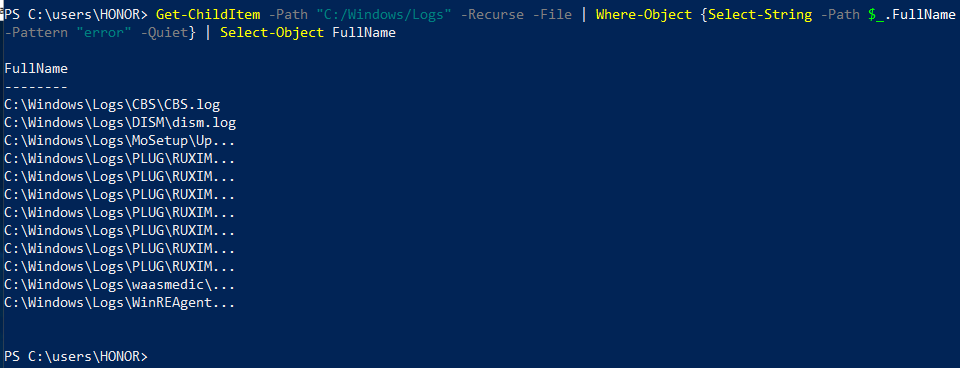 PS C:\users\HONOR> Get-ChildItem -Path "C:/Windows/Logs" -Recurse -File | Where-Object {Select-String -Path $_.FullName
-Pattern "error" -Quiet} | Select-Object FullName
FullName
--------
C:\Windows\Logs\CBS\CBS.log
C:\Windows\Logs\DISM\dism.log
C:\Windows\Logs\MoSetup\Up...
C:\Windows\Logs\PLUG\RUXIM...
C:\Windows\Logs\PLUG\RUXIM...
C:\Windows\Logs\PLUG\RUXIM...
C:\Windows\Logs\PLUG\RUXIM...
C:\Windows\Logs\PLUG\RUXIM...
C:\Windows\Logs\PLUG\RUXIM...
C:\Windows\Logs\PLUG\RUXIM...
C:\Windows\Logs\waasmedic\...
C:\Windows\Logs\WinREAgent...
PS C:\users\HONOR>